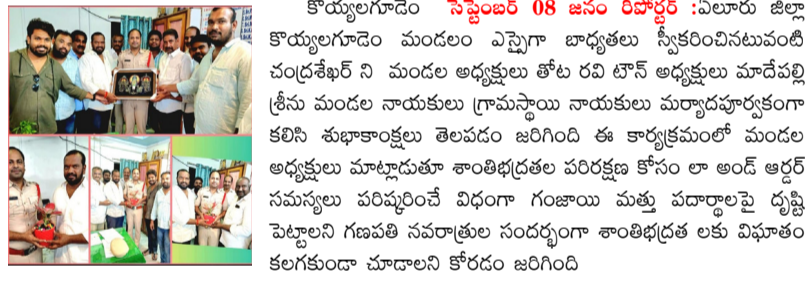 కొయ్యలగూడెం సెప్టెంబర్ 08 జనం రిపోర్టర్ :ఏలూరు జిల్లా
కొయ్యలగూడెం మండలం ఎస్సైగా బాధ్యతలు స్వీకరించినటువంటి
చంద్రశేఖర్ ని మండల అధ్యక్షులు తోట రవి టౌన్ అధ్యక్షులు మాదేపల్లి
శ్రీను మండల నాయకులు గ్రామస్థాయి నాయకులు మర్యాదపూర్వకంగా
కలిసి శుభాకాంక్షలు తెలపడం జరిగింది ఈ కార్యక్రమంలో మండల
అధ్యక్షులు మాట్లాడుతూ శాంతిభద్రతల పరిరక్షణ కోసం లా అండ్ ఆర్డర్
సమస్యలు పరిష్కరించే విధంగా గంజాయి మత్తు పదార్థాలపై దృష్టి
పెట్టాలని గణపతి నవరాత్రుల సందర్భంగా శాంతిభద్రత లకు విఘాతం
కలగకుండా చూడాలని కోరడం జరిగింది